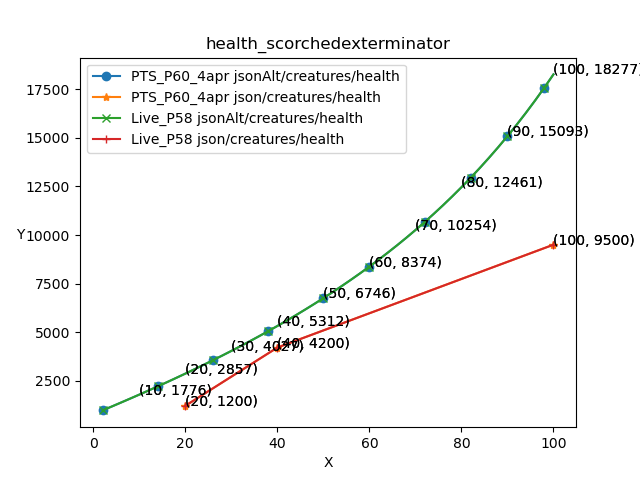 health_scorchedexterminator
PTS_P60_4apr jsonAlt/creatures/health
PTS_P60_4apr json/creatures/health
Live_P58 jsonAlt/creatures/health
Live_P58 json/creatures/health
(100, 18277)
(90, 15093)
(80, 12461)
(70, 10254)
(100, 9500)
(60, 8374)
(50, 6746)
(40, 5312)
(30, 4027)
(40, 4200)
(20, 2857)
(10, 1776)
(20, 1200)
Y
17500
15000
12500
10000
7500
5000
2500
0 20 40 60 80 100
X